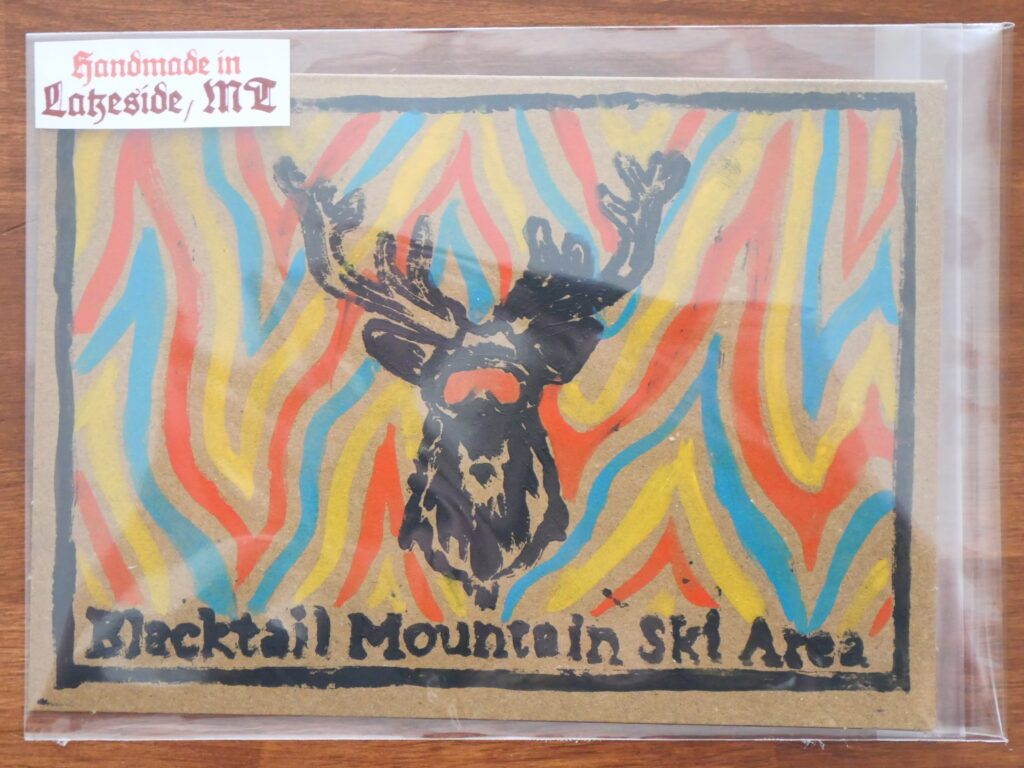 Handmade in
Lakeside, MT
Blacktail Mountain Ski Area